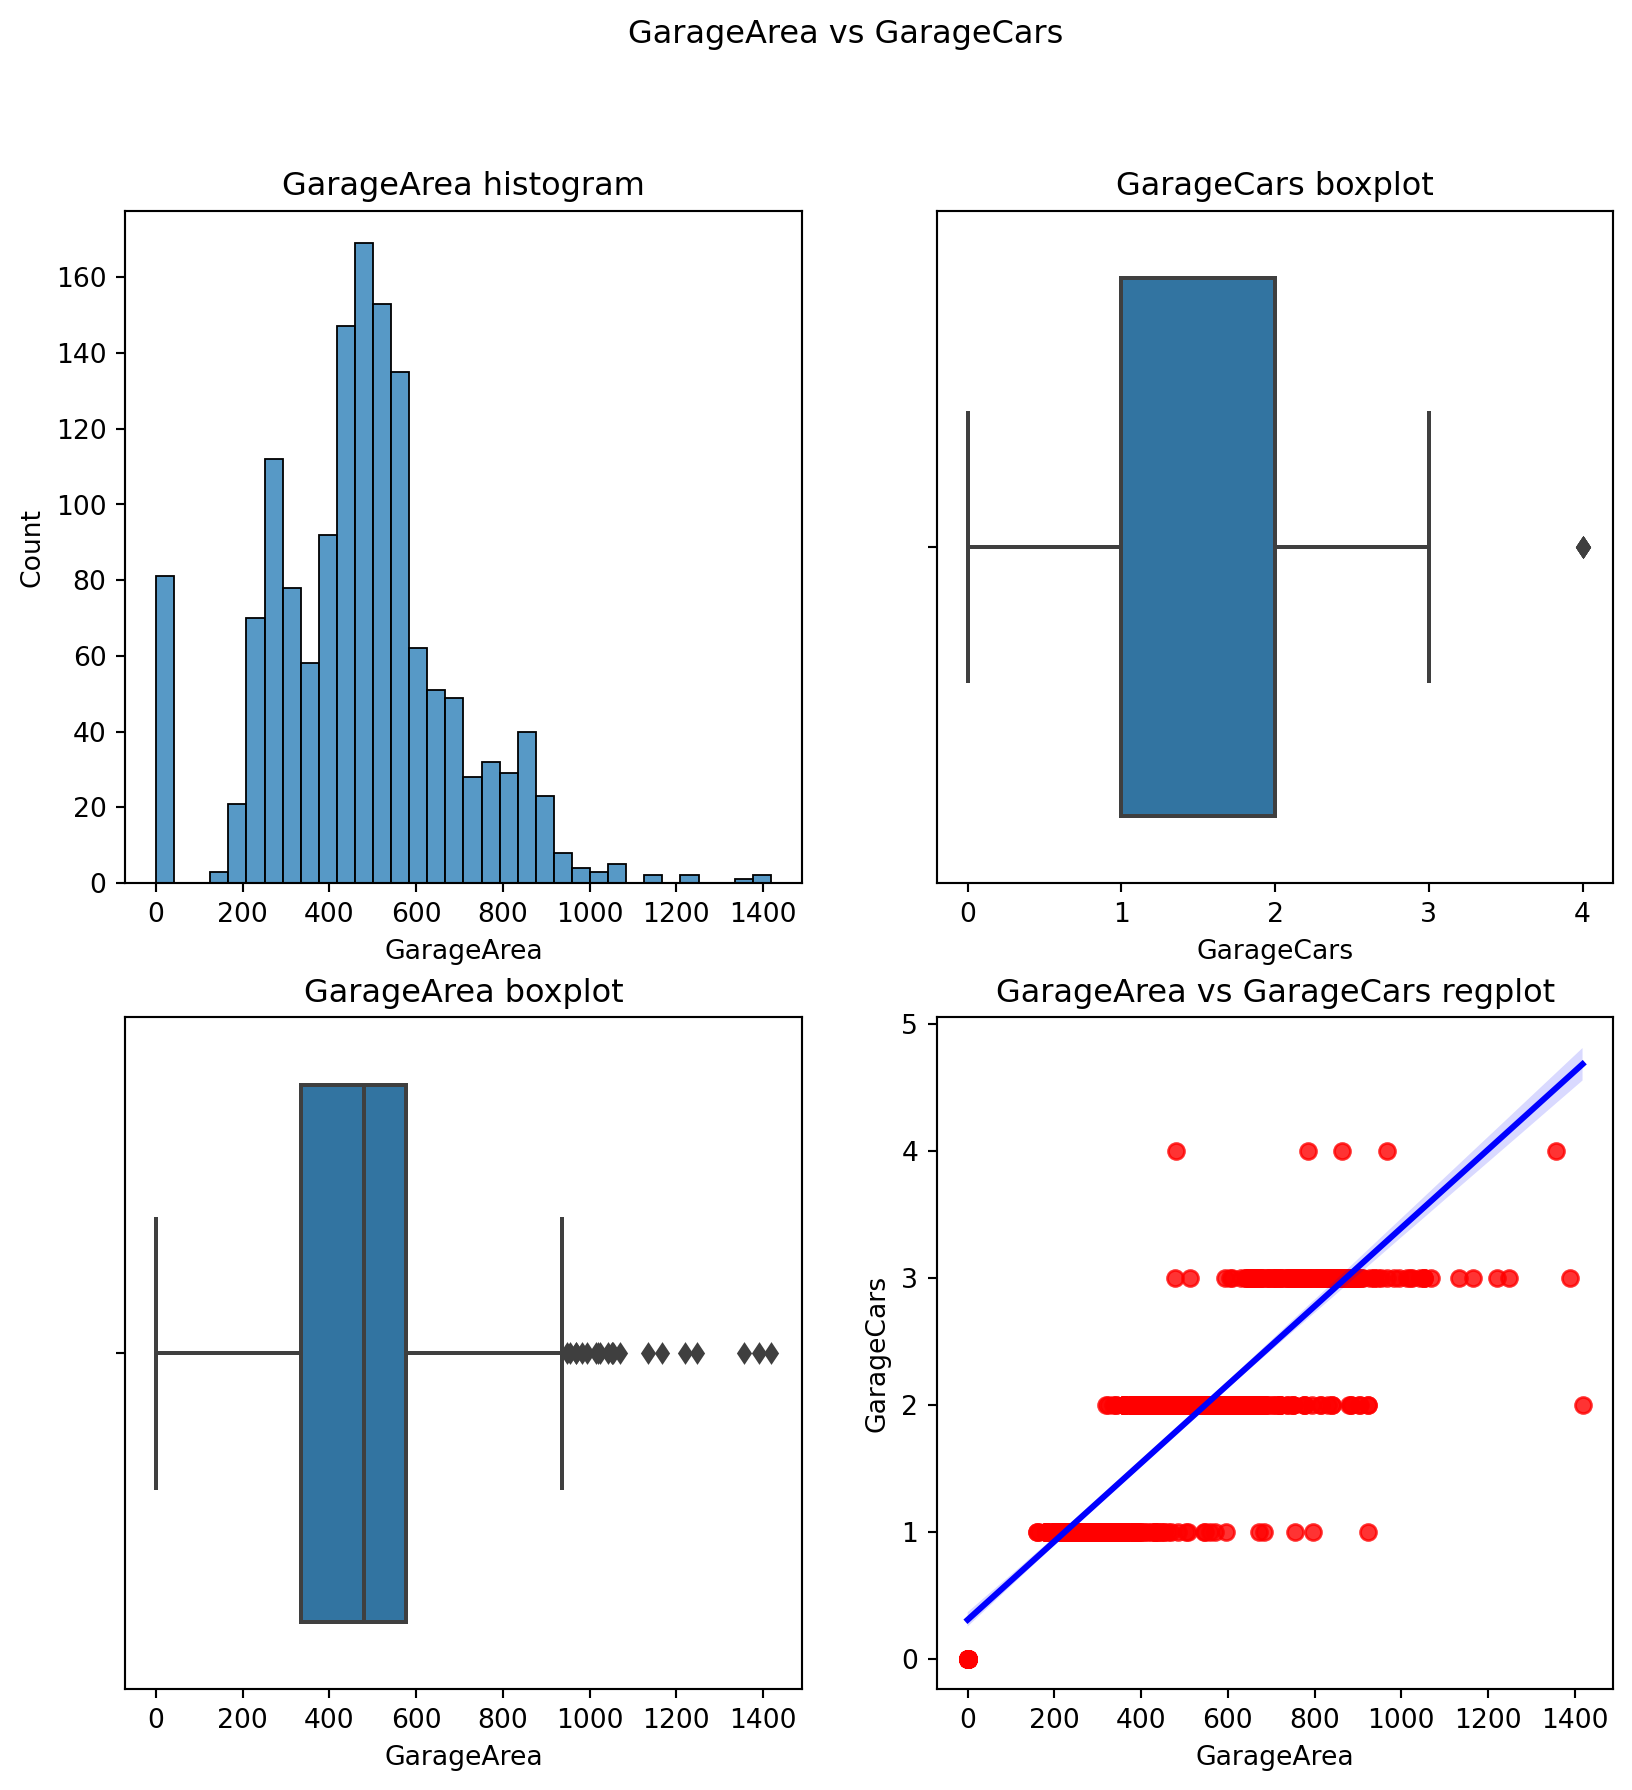 GarageArea vs GarageCars
GarageArea histogram
160
140
120
100
80
60
40
20
0
Count
0 200 400 600 800 1000 1200 1400
GarageArea
GarageCars boxplot
0 1 2 3 4
GarageCars
GarageArea boxplot
0 200 400 600 800 1000 1200 1400
GarageArea
GarageArea vs GarageCars regplot
5
4
3
2
1
0
GarageCars
0 200 400 600 800 1000 1200 1400
GarageArea